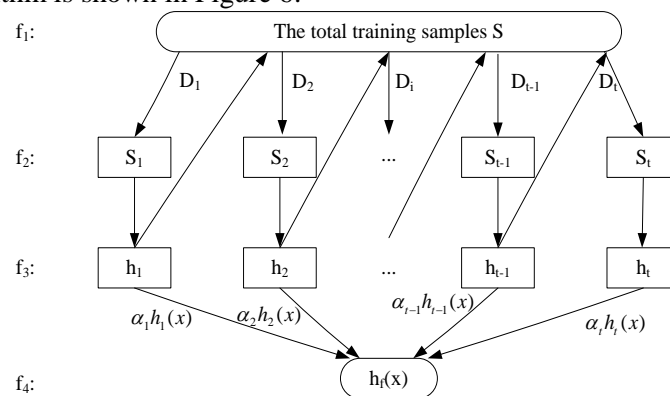 f₁: The total training samples S
D₁ D₂ Dᵢ Dₜ₋₁ Dₜ
f₂: S₁ S₂ ... Sₜ₋₁ Sₜ
f₃: h₁ h₂ ... hₜ₋₁ hₜ
α₁h₁(x) α₂h₂(x) αₜ₋₁hₜ₋₁(x) αₜhₜ(x)
f₄: h_f(x)